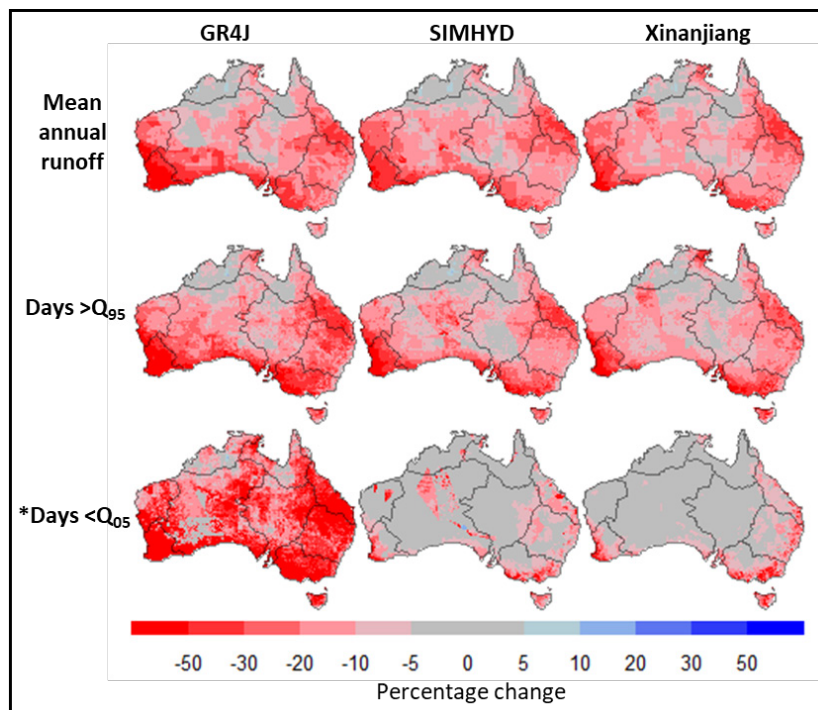 GR4J SIMHYD Xinanjiang
Mean
annual
runoff
Days >Q95
*Days <Q05
-50 -30 -20 -10 -5 0 5 10 20 30 50
Percentage change